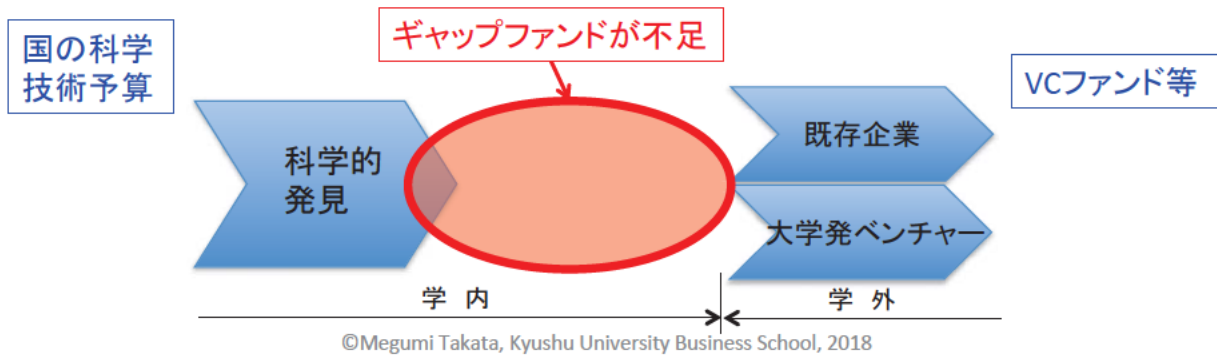 国の科学
技術予算
ギャップファンドが不足
VCファンド等
科学的
発見
既存企業
大学発ベンチャー
学 内
学 外
©Megumi Takata, Kyushu University Business School, 2018